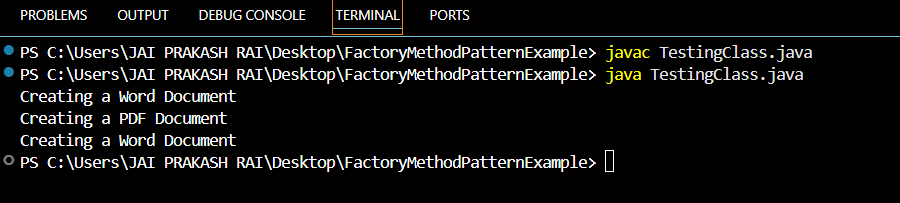 PROBLEMS OUTPUT DEBUG CONSOLE TERMINAL PORTS
PS C:\Users\JAI PRAKASH RAI\Desktop\FactoryMethodPatternExample> javac TestingClass.java
PS C:\Users\JAI PRAKASH RAI\Desktop\FactoryMethodPatternExample> java TestingClass.java
Creating a Word Document
Creating a PDF Document
Creating a Word Document
PS C:\Users\JAI PRAKASH RAI\Desktop\FactoryMethodPatternExample>